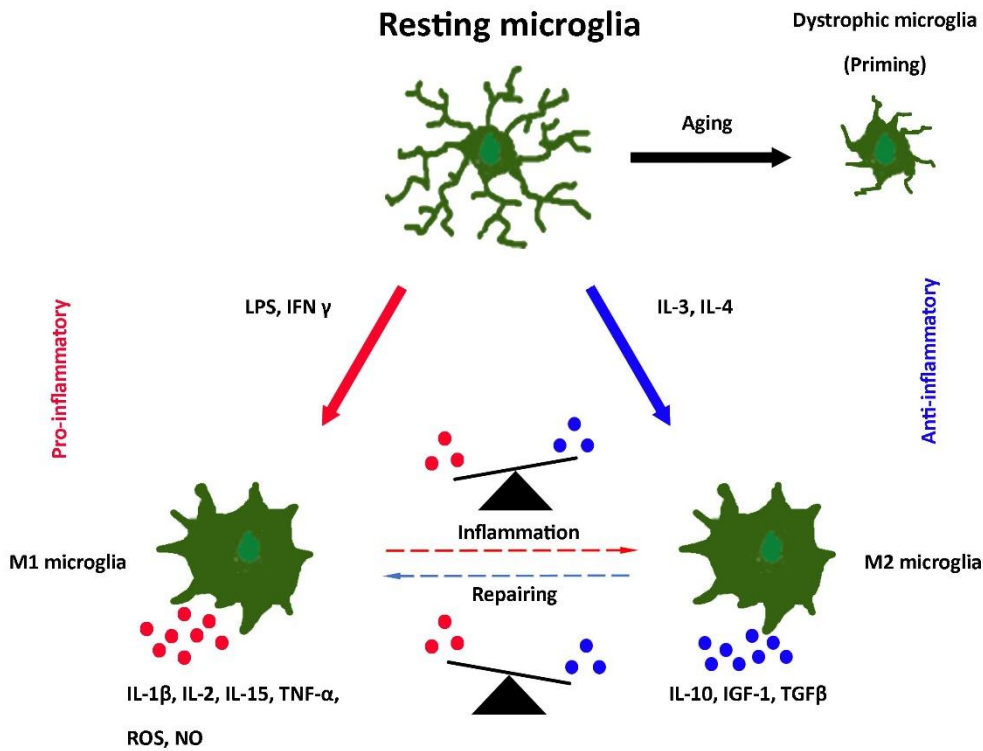 Resting microglia
Dystrophic microglia
(Priming)
Aging
LPS, IFN γ
IL-3, IL-4
Pro-inflammatory
Anti-inflammatory
Inflammation
M1 microglia
M2 microglia
Repairing
IL-1β, IL-2, IL-15, TNF-α,
ROS, NO
IL-10, IGF-1, TGFβ